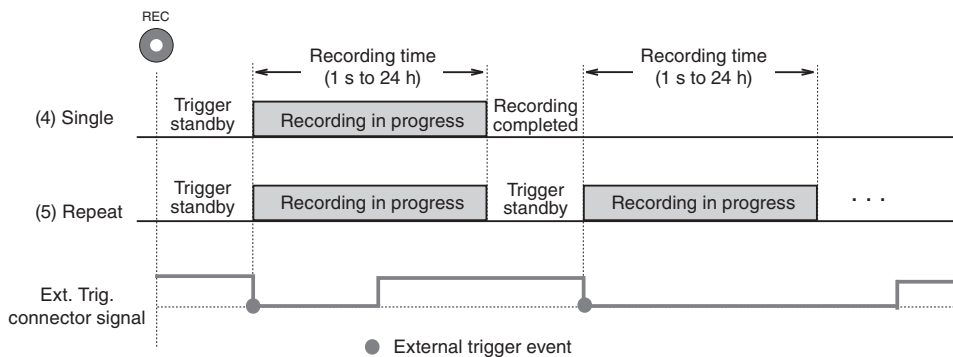 REC
Recording time
(1 s to 24 h)
Recording time
(1 s to 24 h)
(4) Single
Trigger
standby
Recording in progress
Recording
completed
(5) Repeat
Trigger
standby
Recording in progress
Trigger
standby
Recording in progress
. . .
Ext. Trig.
connector signal
External trigger event